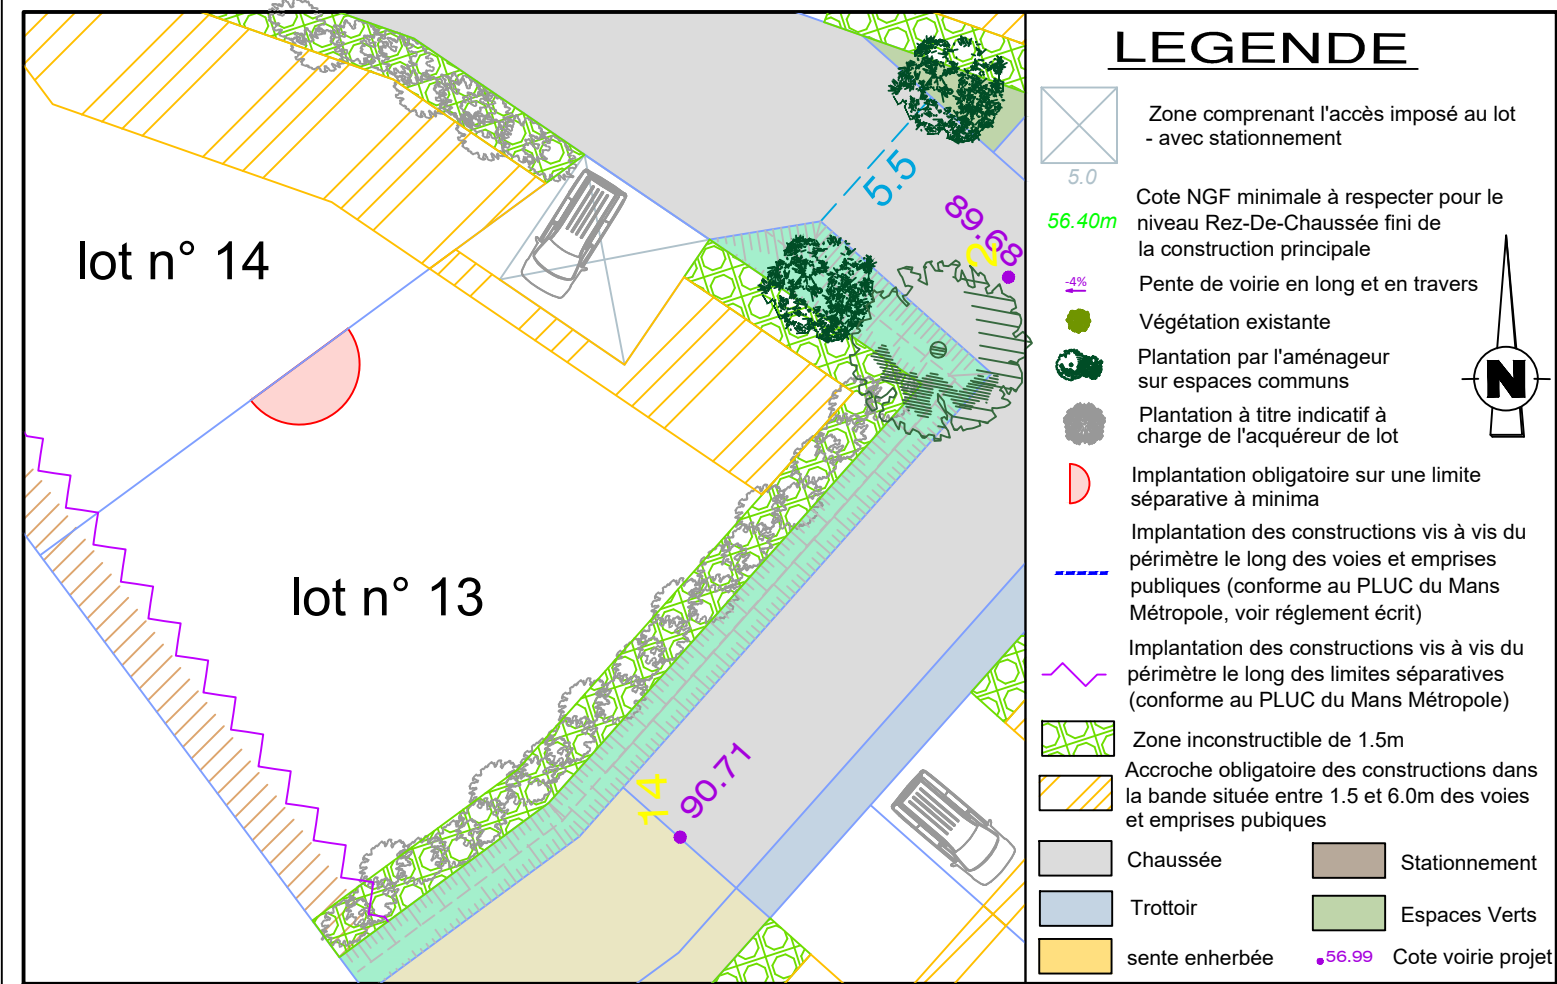 lot n° 14
lot n° 13
5.5
89.68
2
14
90.71
LEGENDE
Zone comprenant l'accès imposé au lot
- avec stationnement
5.0
56.40m
Cote NGF minimale à respecter pour le
niveau Rez-De-Chaussée fini de
la construction principale
-4%
Pente de voirie en long et en travers
Végétation existante
Plantation par l'aménageur
sur espaces communs
Plantation à titre indicatif à
charge de l'acquéreur de lot
Implantation obligatoire sur une limite
séparative à minima
Implantation des constructions vis à vis du
périmètre le long des voies et emprises
publiques (conforme au PLUC du Mans
Métropole, voir réglement écrit)
Implantation des constructions vis à vis du
périmètre le long des limites séparatives
(conforme au PLUC du Mans Métropole)
Zone inconstructible de 1.5m
Accroche obligatoire des constructions dans
la bande située entre 1.5 et 6.0m des voies
et emprises pubiques
Chaussée
Stationnement
Trottoir
Espaces Verts
sente enherbée
56.99
Cote voirie projet
N